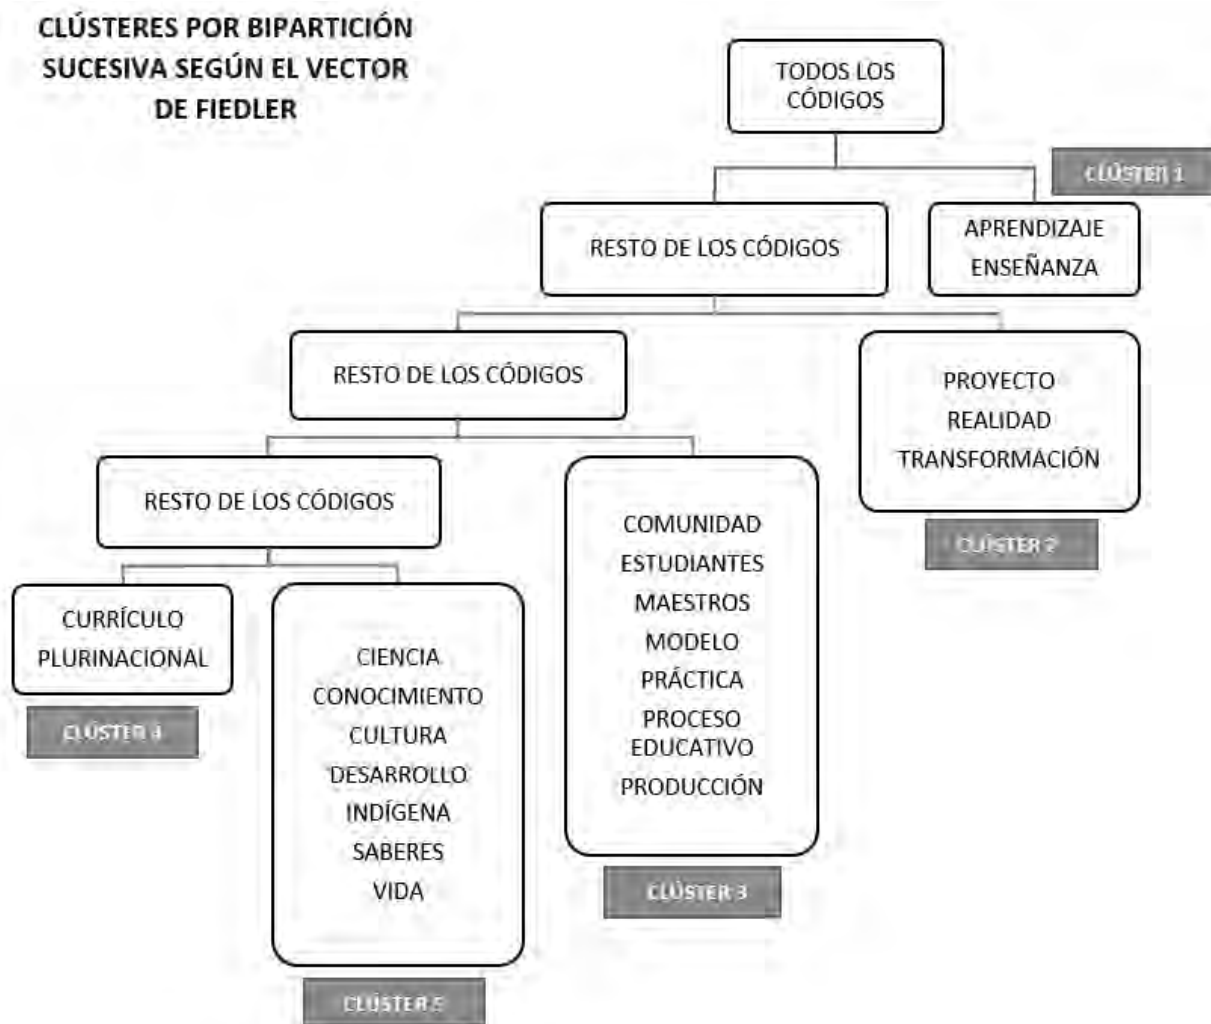 CLÚSTERES POR BIPARTICIÓN
SUCESIVA SEGÚN EL VECTOR
DE FIEDLER
TODOS LOS
CÓDIGOS
CLÚSTER 1
RESTO DE LOS CÓDIGOS
APRENDIZAJE
ENSEÑANZA
RESTO DE LOS CÓDIGOS
PROYECTO
REALIDAD
TRANSFORMACIÓN
CLÚSTER 2
RESTO DE LOS CÓDIGOS
COMUNIDAD
ESTUDIANTES
MAESTROS
MODELO
PRÁCTICA
PROCESO
EDUCATIVO
PRODUCCIÓN
CLÚSTER 3
CURRÍCULO
PLURINACIONAL
CLÚSTER 4
CIENCIA
CONOCIMIENTO
CULTURA
DESARROLLO
INDÍGENA
SABERES
VIDA
CLÚSTER 5